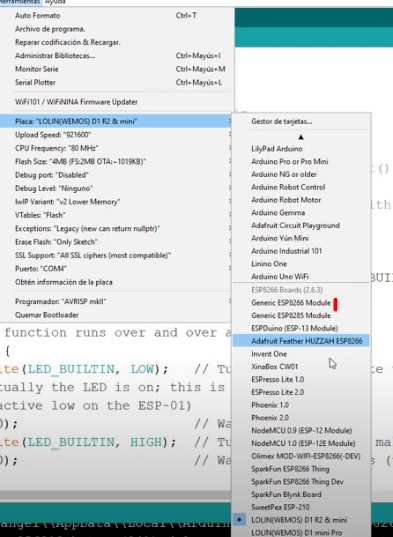 Herramientas Ayuda
Auto Formato Ctrl+T
Archivo de programa.
Reparar codificación & Recargar.
Administrar Bibliotecas... Ctrl+Mayús+I
Monitor Serie Ctrl+Mayús+M
Serial Plotter Ctrl+Mayús+L
WiFi101 / WiFiNINA Firmware Updater
Placa: "LOLIN(WEMOS) D1 R2 & mini"
Upload Speed: "921600"
CPU Frequency: "80 MHz"
Flash Size: "4MB (FS:2MB OTA:~1019KB)"
Debug port: "Disabled"
Debug Level: "Ninguno"
lwIP Variant: "v2 Lower Memory"
VTables: "Flash"
Exceptions: "Legacy (new can return nullptr)"
Erase Flash: "Only Sketch"
SSL Support: "All SSL ciphers (most compatible)"
Puerto: "COM4"
Obtén información de la placa
Programador: "AVRISP mkII"
Quemar Bootloader
Gestor de tarjetas...
LilyPad Arduino
Arduino Pro or Pro Mini
Arduino NG or older
Arduino Robot Control
Arduino Robot Motor
Arduino Gemma
Adafruit Circuit Playground
Arduino Yún Mini
Arduino Industrial 101
Linino One
Arduino Uno WiFi
ESP8266 Boards (2.6.3)
Generic ESP8266 Module
Generic ESP8285 Module
ESPDuino (ESP-13 Module)
Adafruit Feather HUZZAH ESP8266
Invent One
XinaBox CW01
ESPresso Lite 1.0
ESPresso Lite 2.0
Phoenix 1.0
Phoenix 2.0
NodeMCU 0.9 (ESP-12 Module)
NodeMCU 1.0 (ESP-12E Module)
Olimex MOD-WIFI-ESP8266(-DEV)
SparkFun ESP8266 Thing
SparkFun ESP8266 Thing Dev
SparkFun Blynk Board
SweetPea ESP-210
LOLIN(WEMOS) D1 R2 & mini
LOLIN(WEMOS) D1 mini Pro
function runs over and over a
{
ite(LED_BUILTIN, LOW); // Tu
tually the LED is on; this is
active low on the ESP-01)
0); // Wa
ite(LED_BUILTIN, HIGH); // Tu
0); // Wa